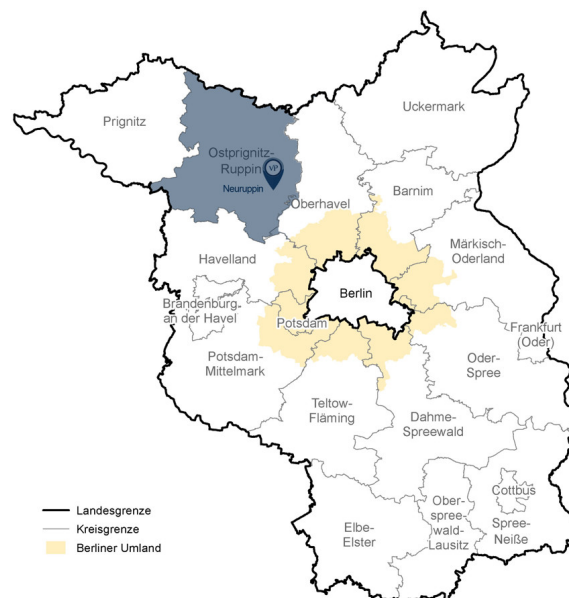 Uckermark
Prignitz
Ostprignitz-
Ruppin
VP
Neuruppin
Barnim
Oberhavel
Märkisch-
Oderland
Havelland
Berlin
Brandenburg
an der Havel
Potsdam
Frankfurt
(Oder)
Potsdam-
Mittelmark
Oder-
Spree
Teltow-
Fläming
Dahme-
Spreewald
Cottbus
Ober-
spree-
wald-
Lausitz
Spree-
Neiße
Elbe-
Elster
Landesgrenze
Kreisgrenze
Berliner Umland